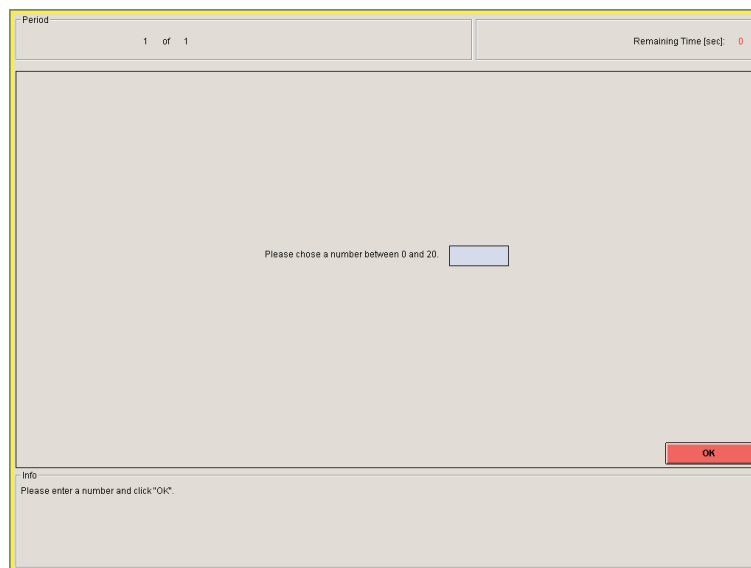 Period
1 of 1
Remaining Time [sec]: 0
Please chose a number between 0 and 20.
OK
Info
Please enter a number and click "OK".